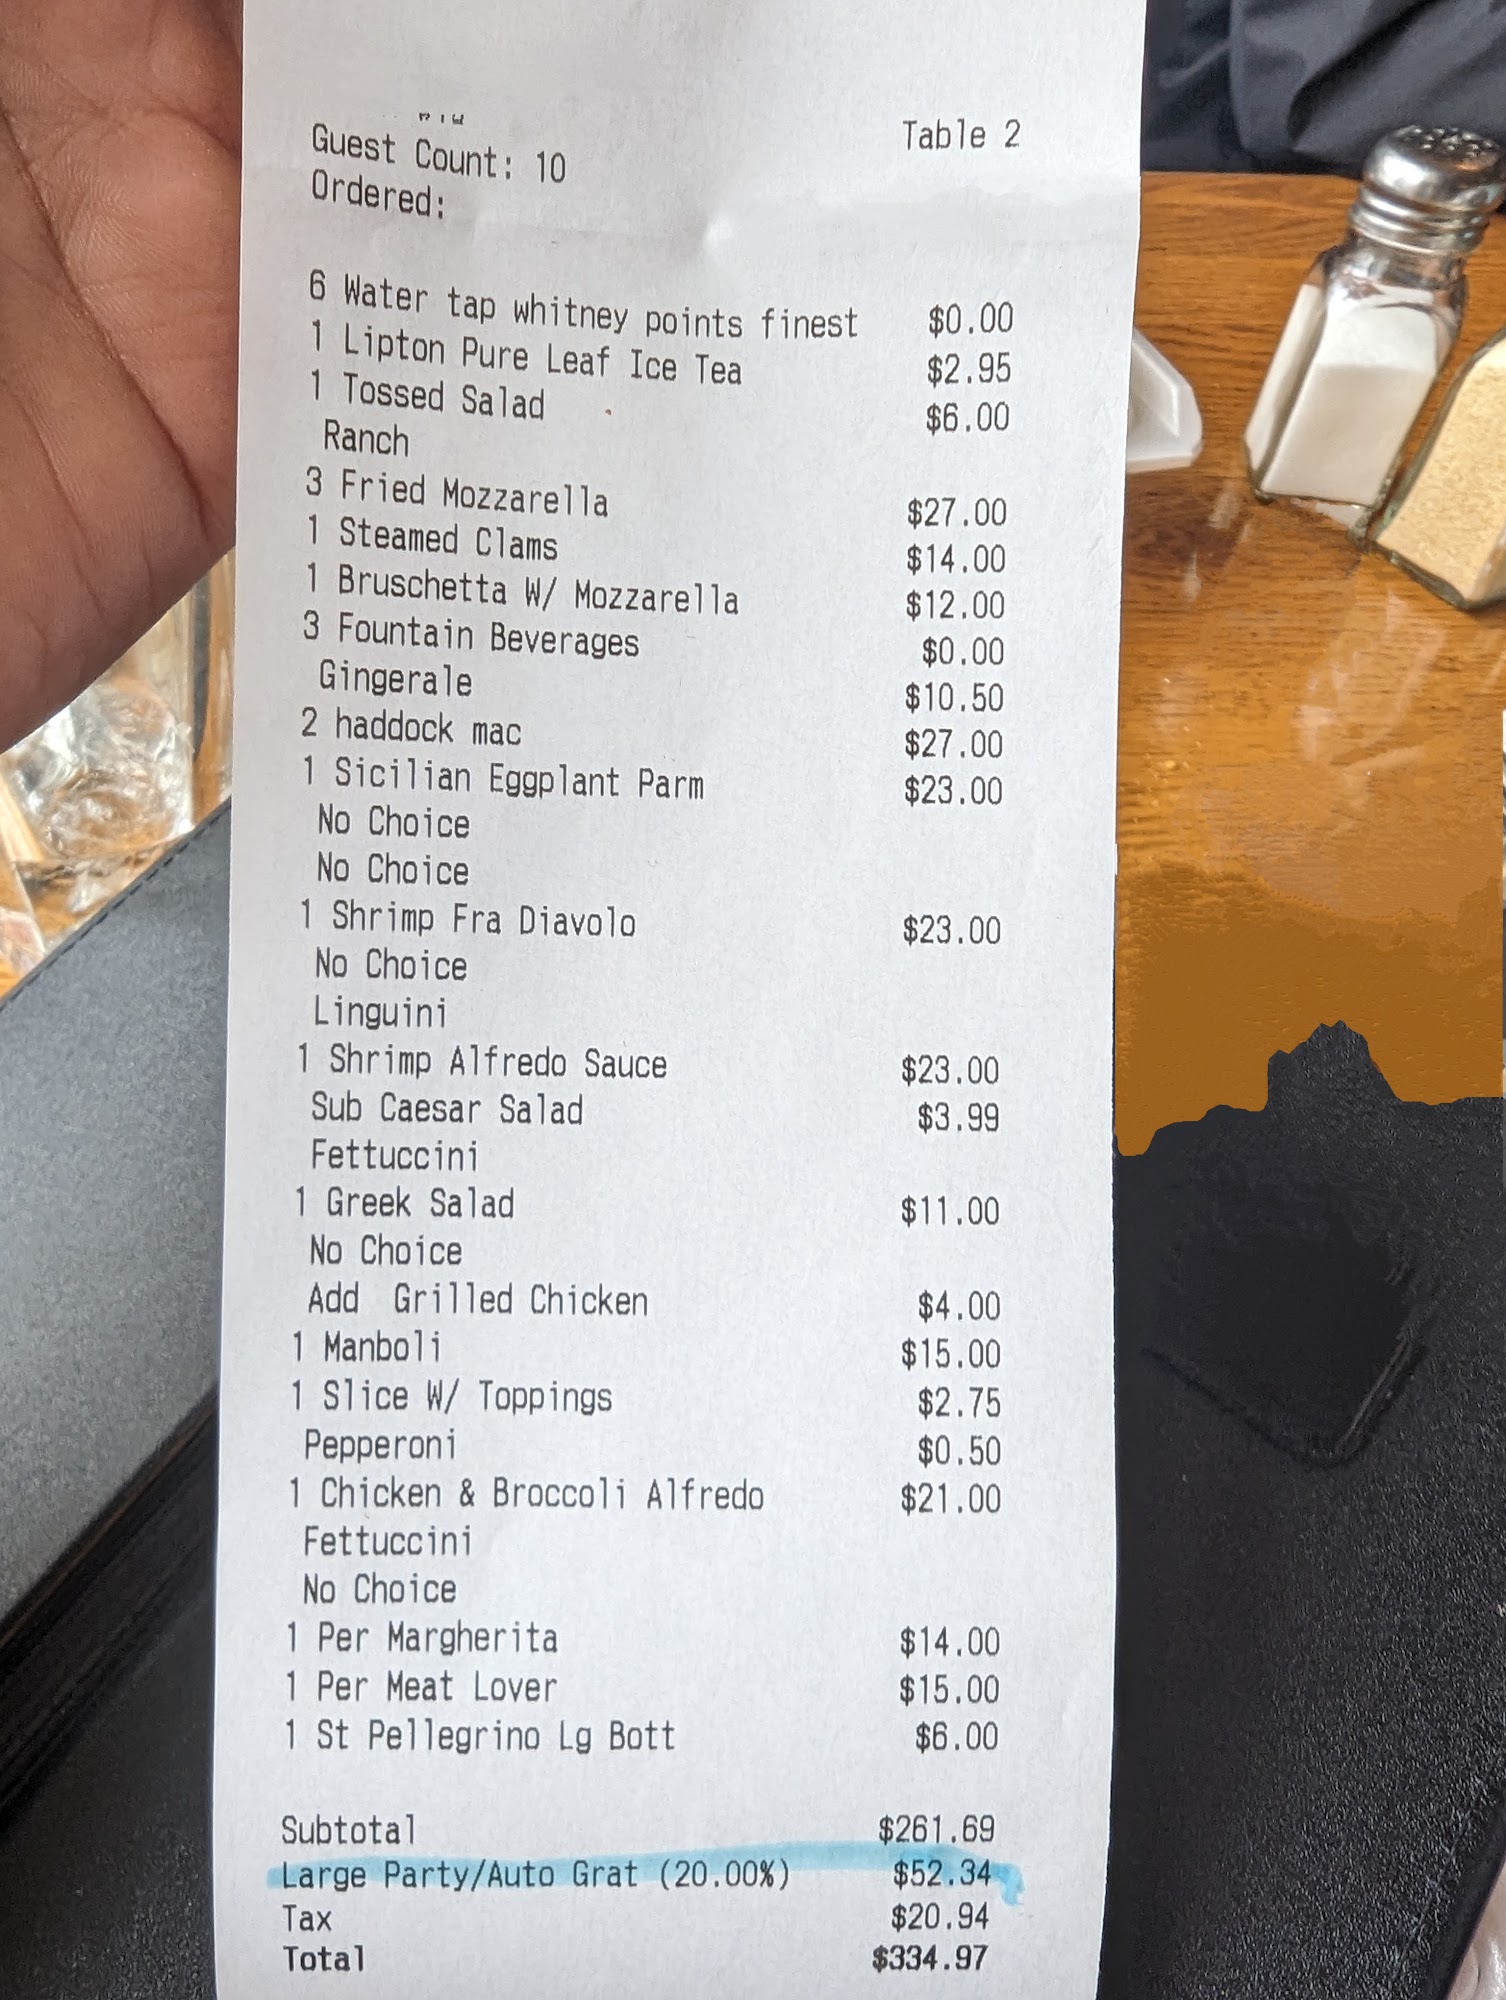 Table 2
Guest Count: 10
Ordered:
6 Water tap whitney points finest $0.00
1 Lipton Pure Leaf Ice Tea $2.95
1 Tossed Salad $6.00
Ranch
3 Fried Mozzarella $27.00
1 Steamed Clams $14.00
1 Bruschetta W/ Mozzarella $12.00
3 Fountain Beverages $0.00
Gingerale $10.50
2 haddock mac $27.00
1 Sicilian Eggplant Parm $23.00
No Choice
No Choice
1 Shrimp Fra Diavolo $23.00
No Choice
Linguini
1 Shrimp Alfredo Sauce $23.00
Sub Caesar Salad $3.99
Fettuccini
1 Greek Salad $11.00
No Choice
Add Grilled Chicken $4.00
1 Manboli $15.00
1 Slice W/ Toppings $2.75
Pepperoni $0.50
1 Chicken & Broccoli Alfredo $21.00
Fettuccini
No Choice
1 Per Margherita $14.00
1 Per Meat Lover $15.00
1 St Pellegrino Lg Bott $6.00
Subtotal $261.69
Large Party/Auto Grat (20.00%) $52.34
Tax $20.94
Total $334.97